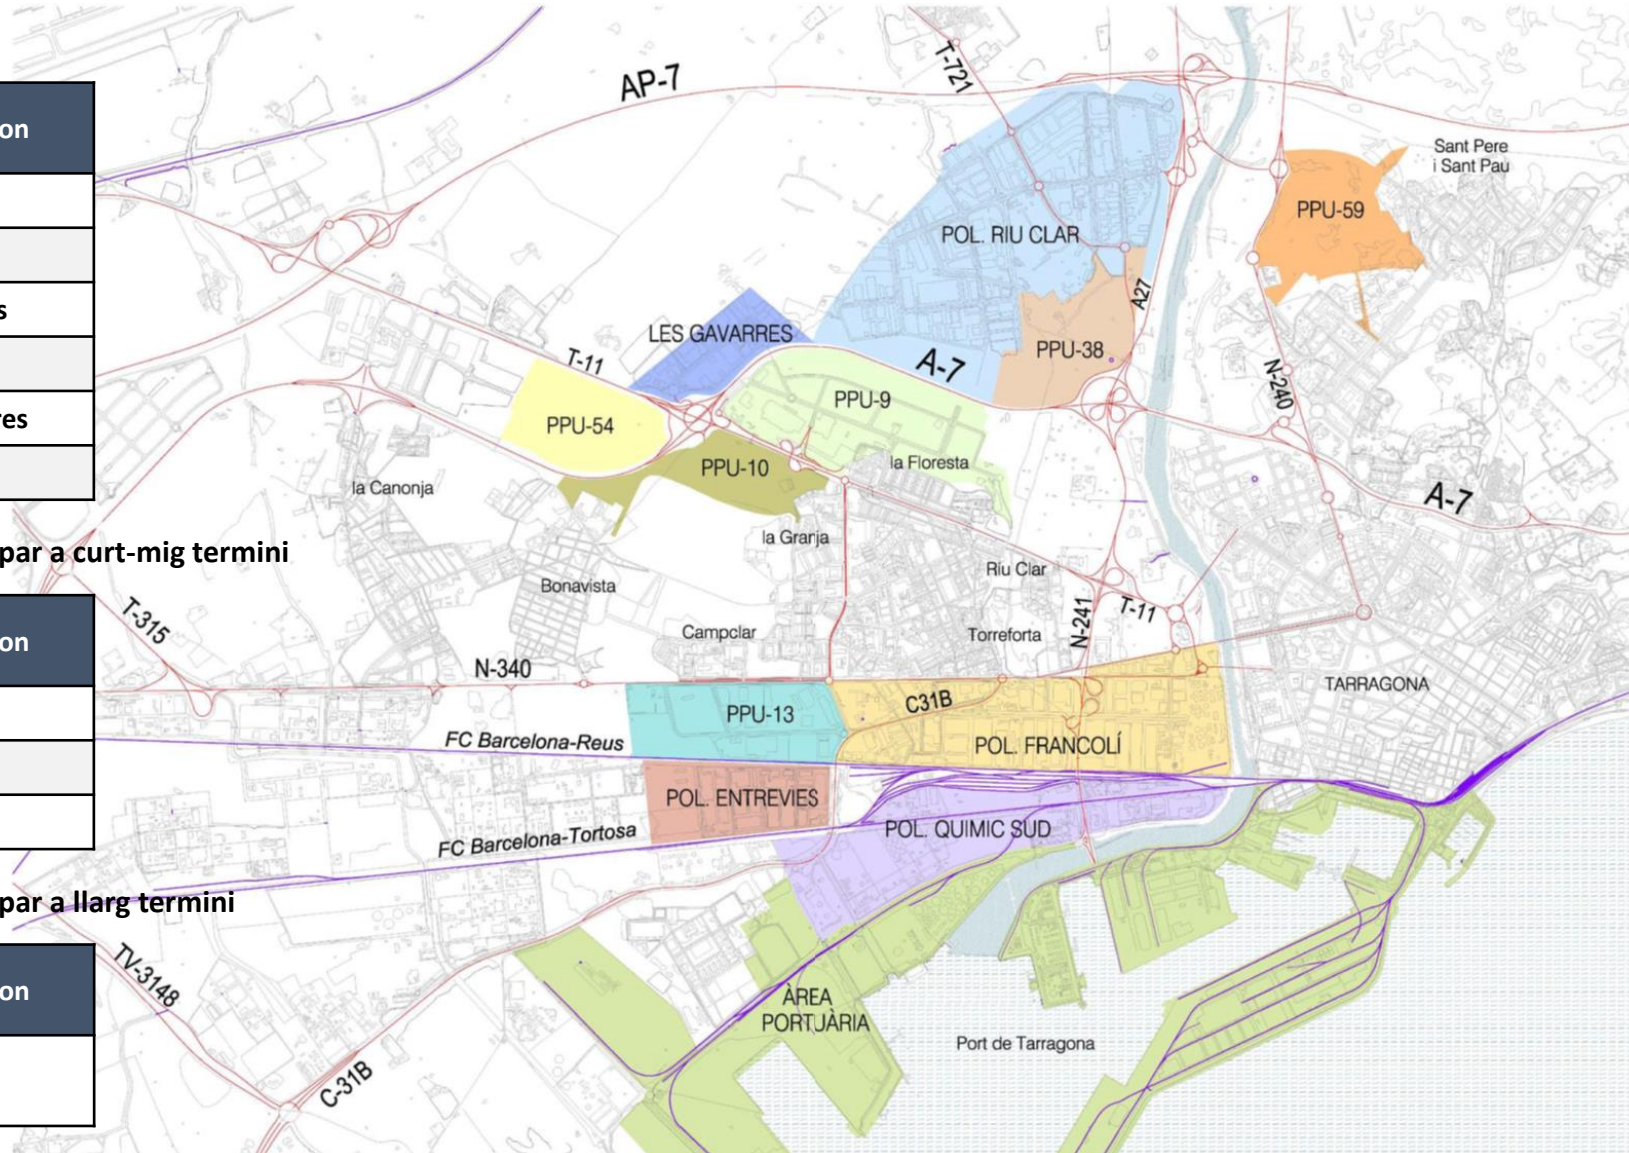 on
s
res
par a curt-mig termini
on
par a llarg termini
on
AP-7
T-721
Sant Pere
i Sant Pau
PPU-59
POL. RIU CLAR
A27
LES GAVARRES
PPU-38
A-7
T-11
N-240
PPU-9
PPU-54
PPU-10
la Floresta
la Canonja
A-7
la Granja
Riu Clar
Bonavista
T-315
N-241
T-11
Campclar
Torreforta
N-340
TARRAGONA
C31B
PPU-13
FC Barcelona-Reus
POL. FRANCOLÍ
POL. ENTREVIES
POL. QUIMIC SUD
FC Barcelona-Tortosa
TV-3148
ÀREA
PORTUÀRIA
Port de Tarragona
C-31B